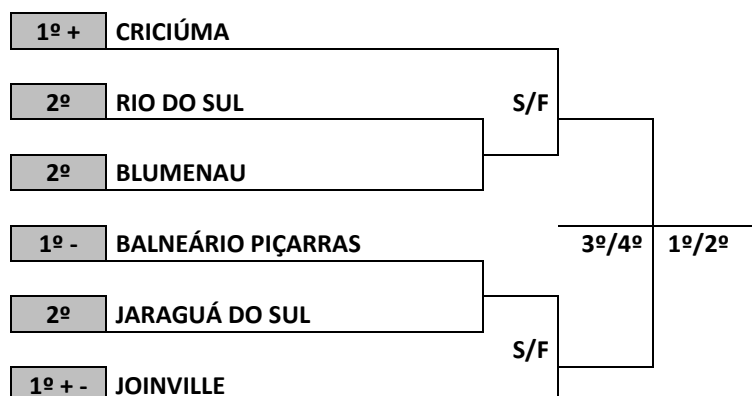 1º + CRICIÚMA
2º RIO DO SUL S/F
2º BLUMENAU
1º - BALNEÁRIO PIÇARRAS 3º/4º 1º/2º
2º JARAGUÁ DO SUL
S/F
1º + - JOINVILLE